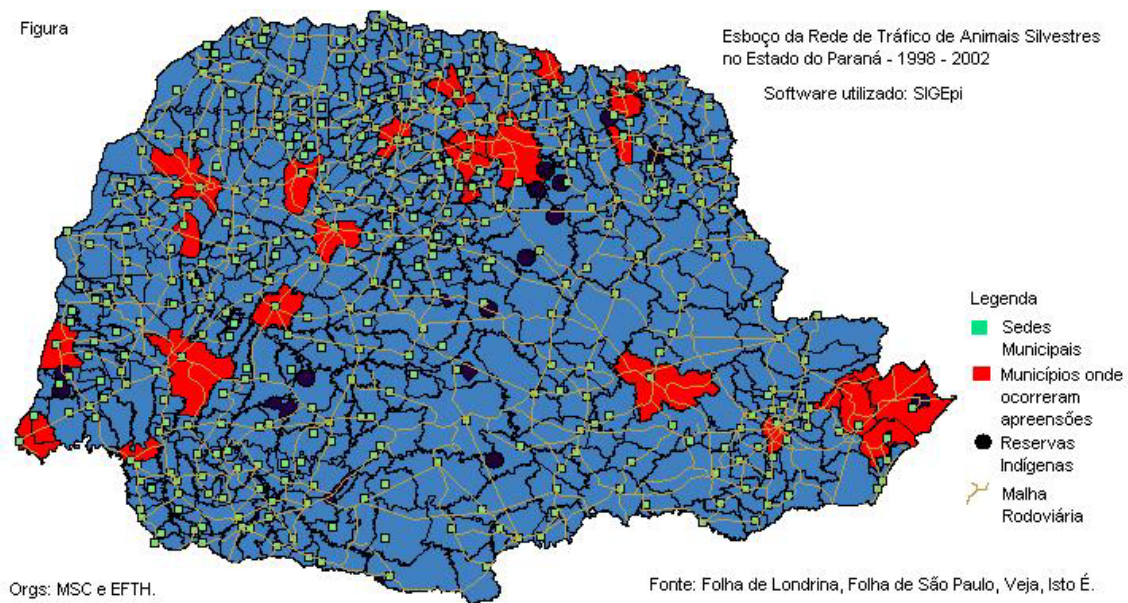 Figura
Esboço da Rede de Tráfico de Animais Silvestres
no Estado do Paraná - 1998 - 2002
Software utilizado: SIGEpi
Legenda
Sedes
Municipais
Municípios onde
ocorreram
apreensões
Reservas
Indígenas
Malha
Rodoviária
Orgs: MSC e EFTH.
Fonte: Folha de Londrina, Folha de São Paulo, Veja, Isto É.